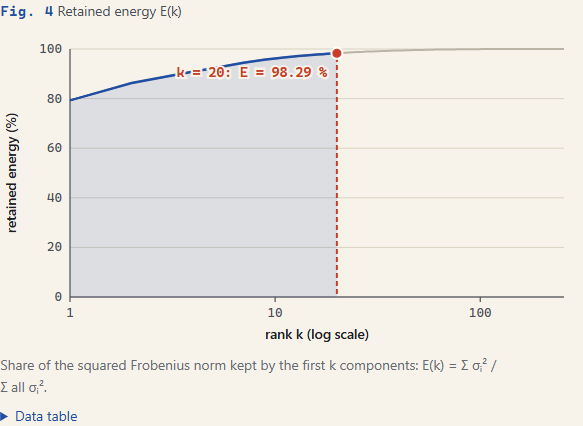 Fig. 4 Retained energy E(k)
100
80
60
40
20
0
retained energy (%)
k = 20: E = 98.29 %
1 10 100
rank k (log scale)
Share of the squared Frobenius norm kept by the first k components: E(k) = Σ σᵢ² /
Σ all σᵢ².
▶ Data table